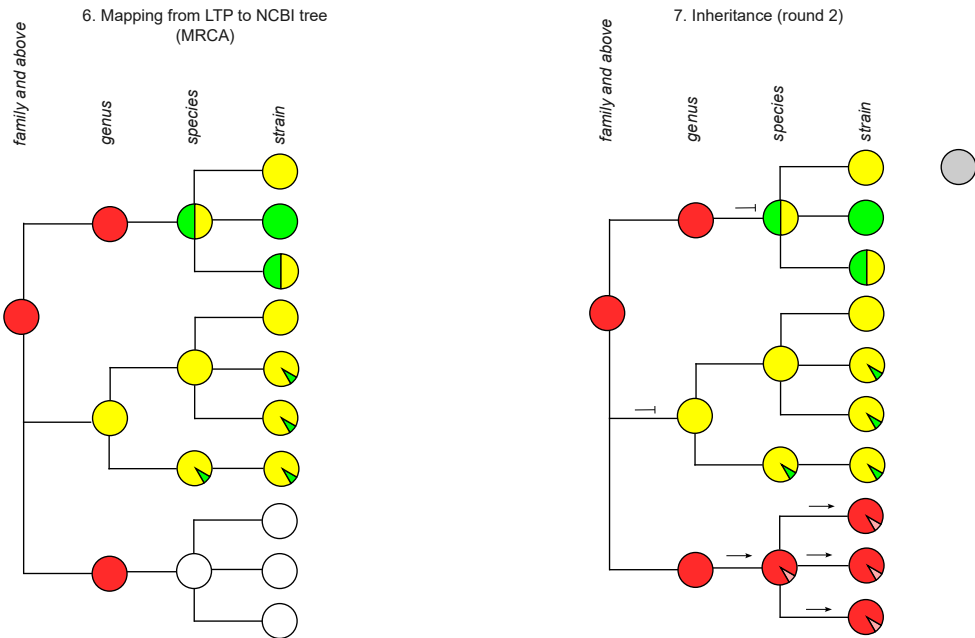 6. Mapping from LTP to NCBI tree
(MRCA)
family and above
genus
species
strain
7. Inheritance (round 2)
family and above
genus
species
strain